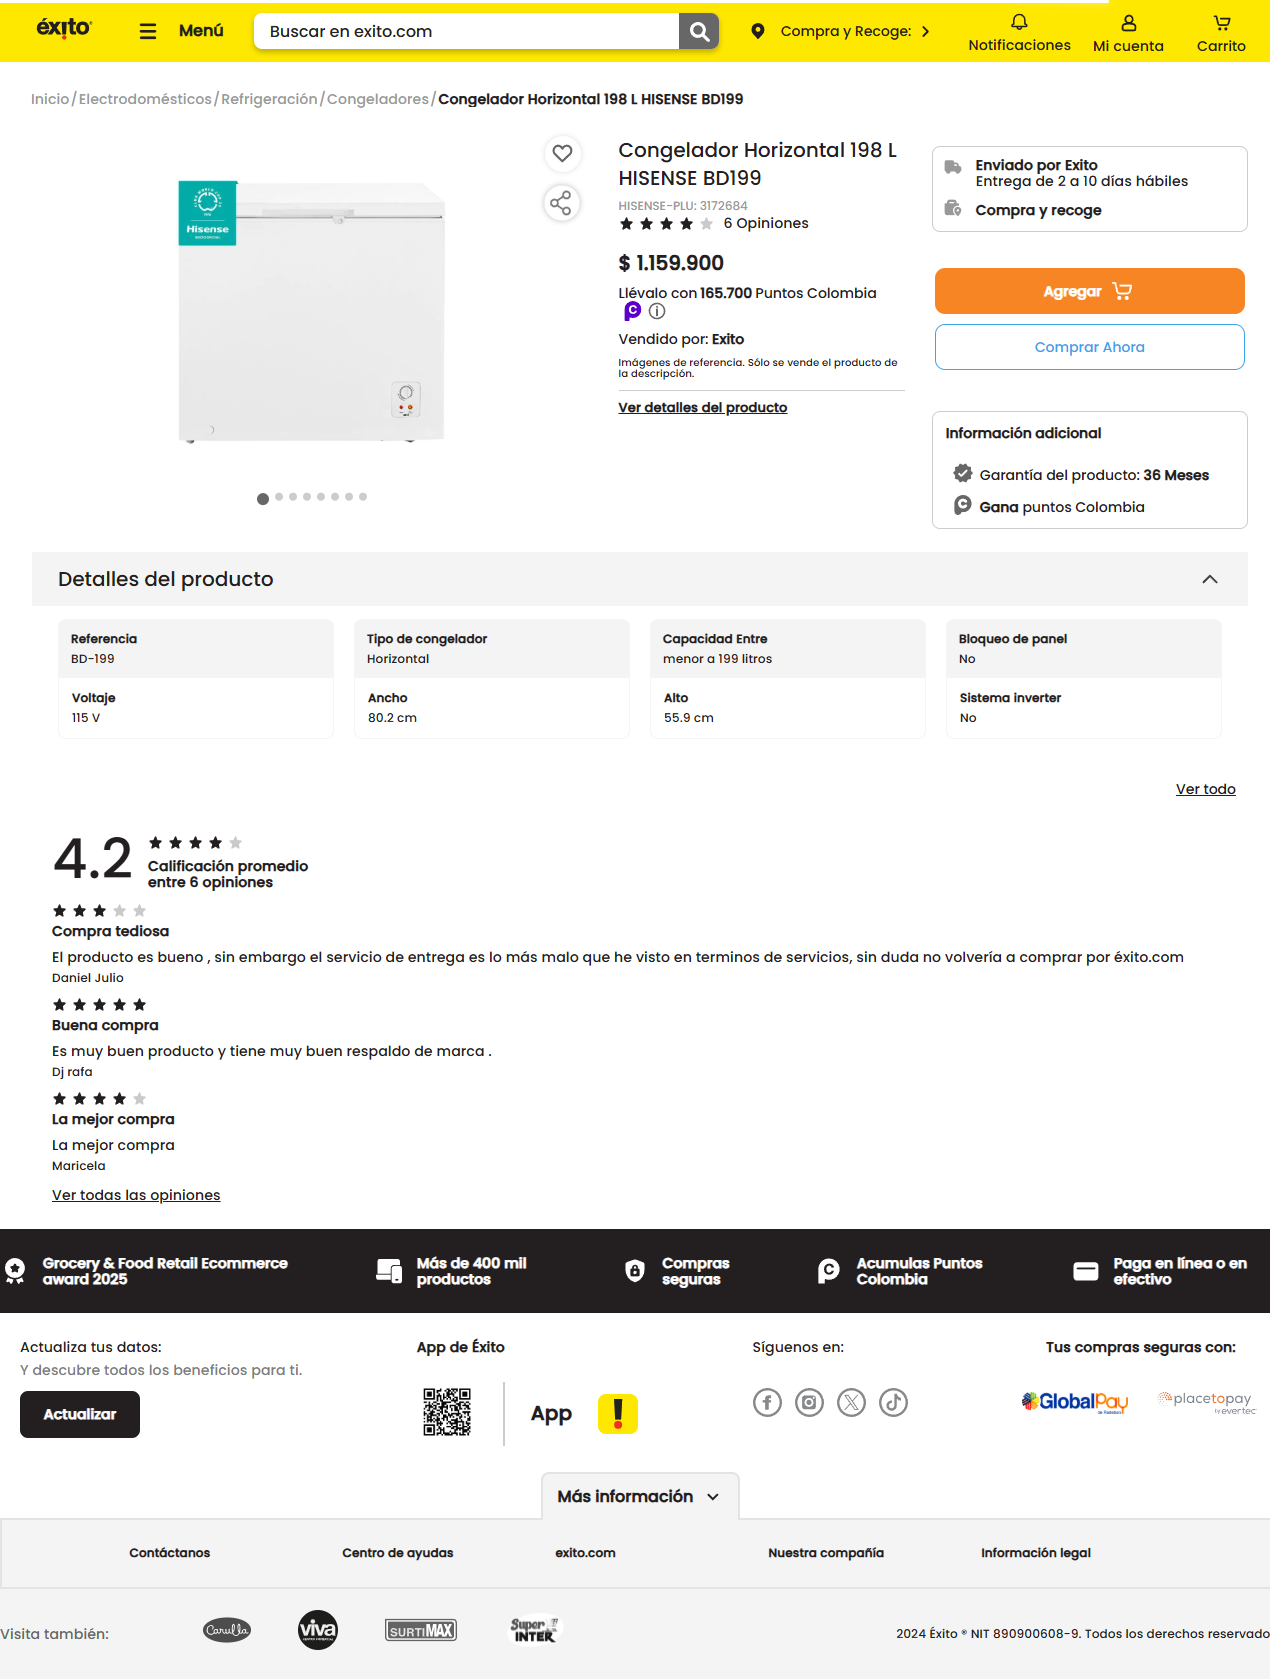 éxito
Menú
Buscar en exito.com
Compra y Recoge:
Notificaciones
Mi cuenta
Carrito
Inicio/Electrodomésticos/Refrigeración/Congeladores/Congelador Horizontal 198 L HISENSE BD199
Hisense
Congelador Horizontal 198 L
HISENSE BD199
HISENSE-PLU: 3172684
6 Opiniones
$ 1.159.900
Llévalo con 165.700 Puntos Colombia
Vendido por: Exito
Imágenes de referencia. Sólo se vende el producto de
la descripción.
Ver detalles del producto
Enviado por Exito
Entrega de 2 a 10 días hábiles
Compra y recoge
Agregar
Comprar Ahora
Información adicional
Garantía del producto: 36 Meses
Gana puntos Colombia
Detalles del producto
Referencia
BD-199
Tipo de congelador
Horizontal
Capacidad Entre
menor a 199 litros
Bloqueo de panel
No
Voltaje
115 V
Ancho
80.2 cm
Alto
55.9 cm
Sistema inverter
No
Ver todo
4.2
Calificación promedio
entre 6 opiniones
Compra tediosa
El producto es bueno , sin embargo el servicio de entrega es lo más malo que he visto en terminos de servicios, sin duda no volvería a comprar por éxito.com
Daniel Julio
Buena compra
Es muy buen producto y tiene muy buen respaldo de marca .
Dj rafa
La mejor compra
La mejor compra
Maricela
Ver todas las opiniones
Grocery & Food Retail Ecommerce
award 2025
Más de 400 mil
productos
Compras
seguras
Acumulas Puntos
Colombia
Paga en línea o en
efectivo
Actualiza tus datos:
Y descubre todos los beneficios para ti.
Actualizar
App de Éxito
App
Síguenos en:
Tus compras seguras con:
GlobalPay
placetopay
by evertec
Más información
Contáctanos
Centro de ayudas
exito.com
Nuestra compañía
Información legal
Visita también:
Carulla
viva
SURTIMAX
Super
INTER
2024 Éxito ® NIT 890900608-9. Todos los derechos reservado